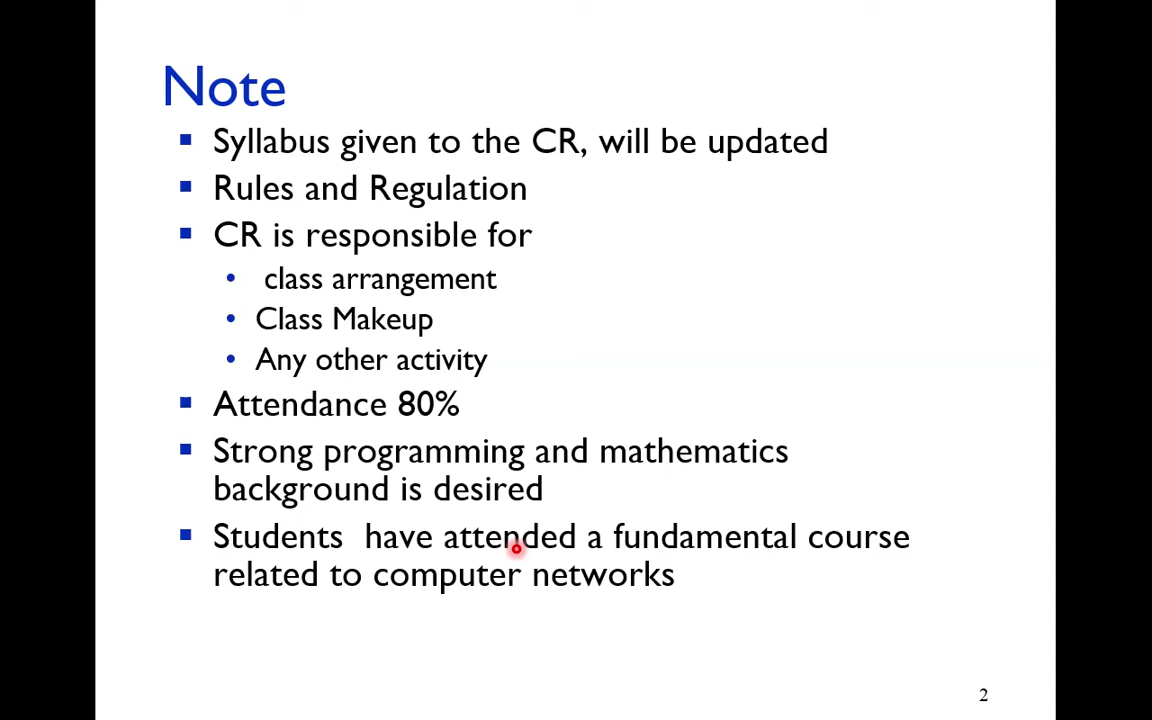 Note
Syllabus given to the CR, will be updated
Rules and Regulation
CR is responsible for
class arrangement
Class Makeup
Any other activity
Attendance 80%
Strong programming and mathematics
background is desired
Students have attended a fundamental course
related to computer networks
2